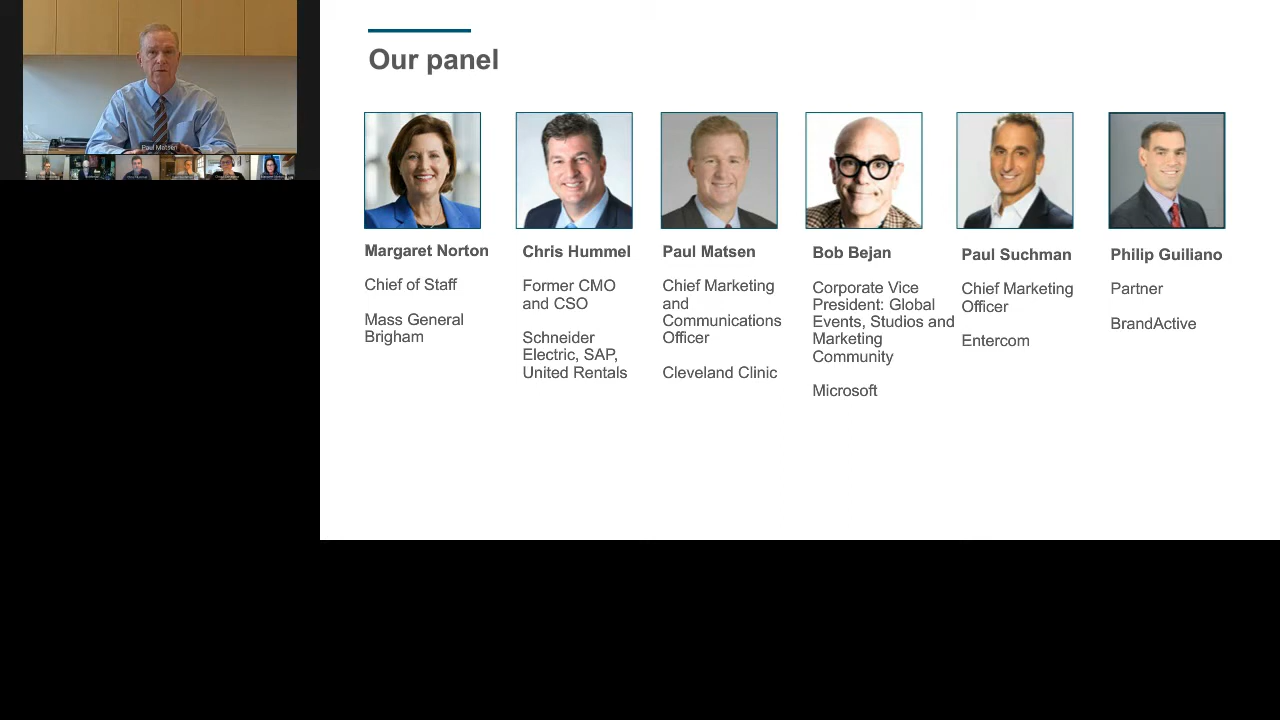 Our panel
Paul Matsen
Margaret Norton
Chief of Staff
Mass General
Brigham
Chris Hummel
Former CMO
and CSO
Schneider
Electric, SAP,
United Rentals
Paul Matsen
Chief Marketing
and
Communications
Officer
Cleveland Clinic
Bob Bejan
Corporate Vice
President: Global
Events, Studios and
Marketing
Community
Microsoft
Paul Suchman
Chief Marketing
Officer
Entercom
Philip Guiliano
Partner
BrandActive